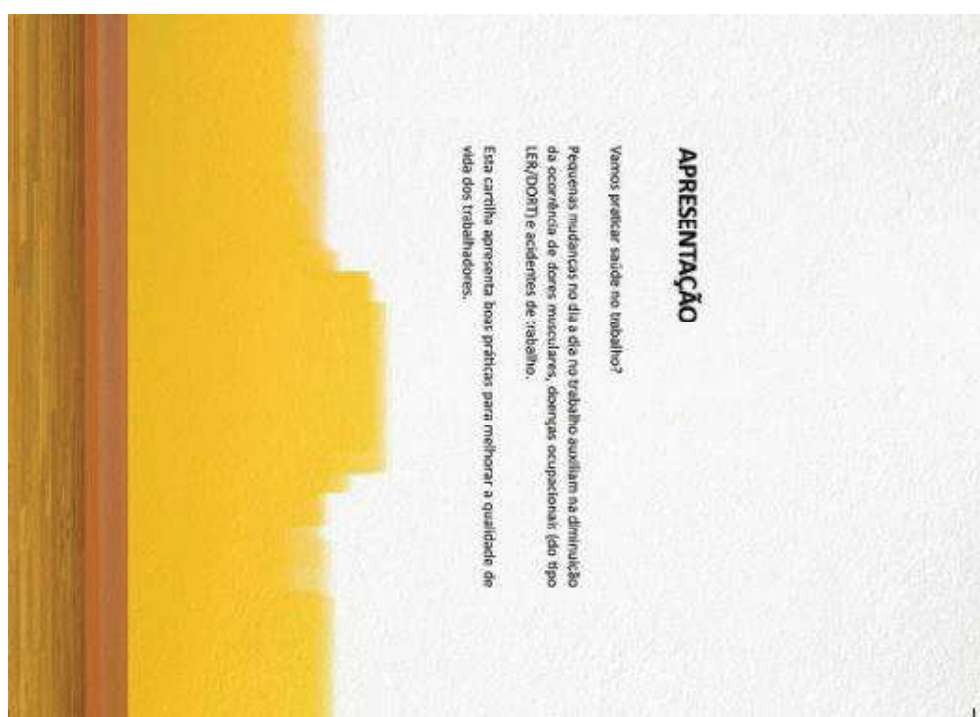 APRESENTAÇÃO
Vamos praticar saúde no trabalho?
Pequenas mudanças no dia a dia no trabalho auxiliam na diminuição
da ocorrência de dores musculares, doenças ocupacionais (do tipo
LER/DORT) e acidentes de trabalho.
Esta cartilha apresenta boas práticas para melhorar a qualidade de
vida dos trabalhadores.